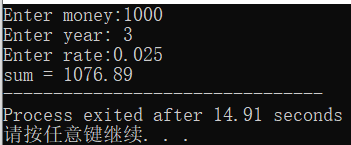 Enter money:1000
Enter year: 3
Enter rate:0.025
sum = 1076.89
--------------------------------
Process exited after 14.91 seconds
请按任意键继续. . .